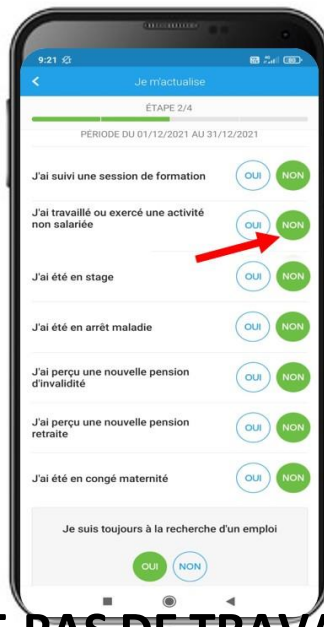 9:21
Je m'actualise
ÉTAPE 2/4
PÉRIODE DU 01/12/2021 AU 31/12/2021
J'ai suivi une session de formation OUI NON
J'ai travaillé ou exercé une activité
non salariée OUI NON
J'ai été en stage OUI NON
J'ai été en arrêt maladie OUI NON
J'ai perçu une nouvelle pension
d'invalidité OUI NON
J'ai perçu une nouvelle pension
retraite OUI NON
J'ai été en congé maternité OUI NON
Je suis toujours à la recherche d'un emploi
OUI NON
PAS DE